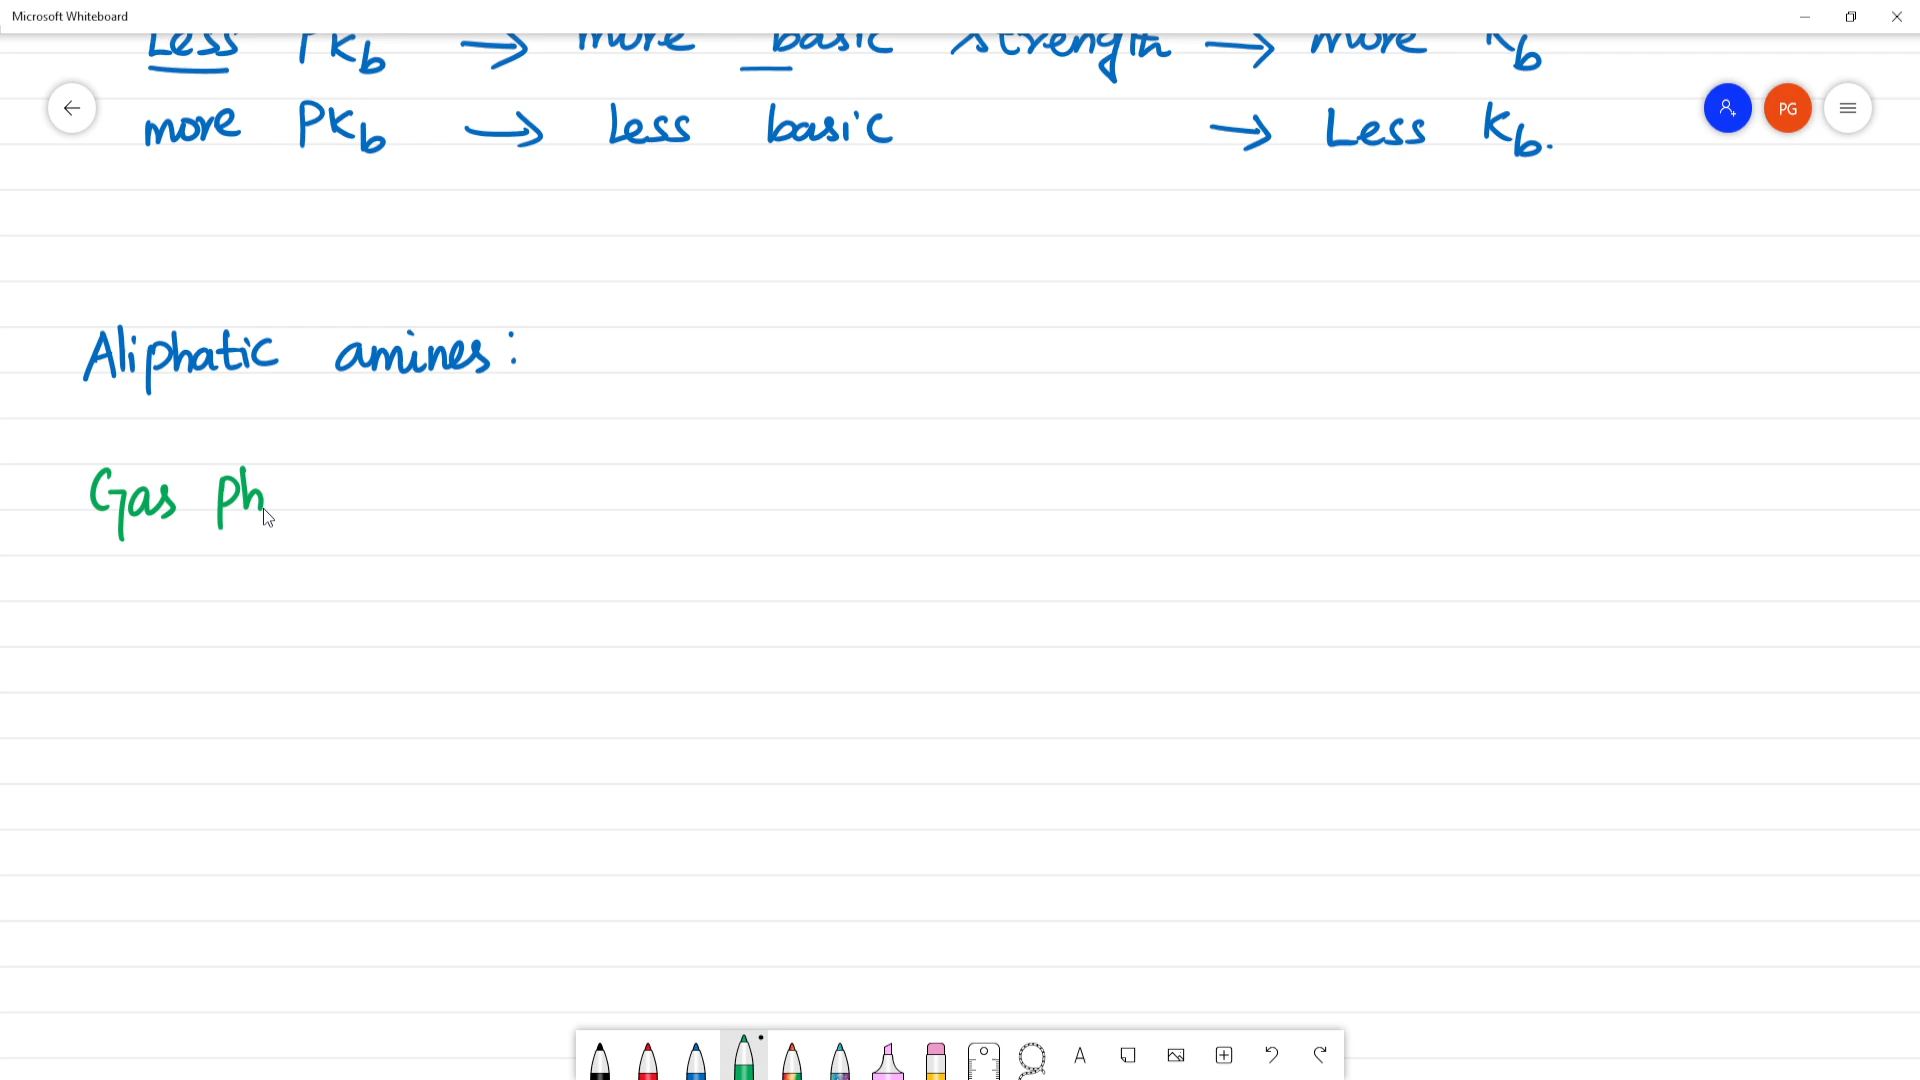 Microsoft Whiteboard
Less PKb → more basic strength → more Kb
more PKb → Less basic → Less Kb.
PG
Aliphatic amines:
Gas Ph
A